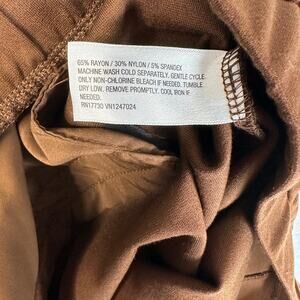 65% RAYON / 30% NYLON / 5% SPANDEX
MACHINE WASH COLD SEPARATELY. GENTLE CYCLE
ONLY NON-CHLORINE BLEACH IF NEEDED. TUMBLE
DRY LOW. REMOVE PROMPTLY. COOL IRON IF
NEEDED.
RN17730 VN1247024